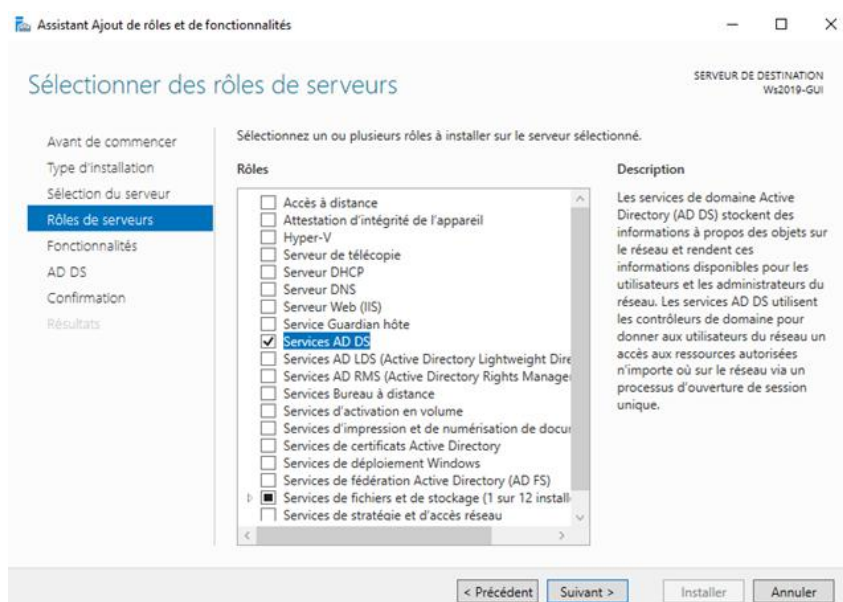 Assistant Ajout de rôles et de fonctionnalités
Sélectionner des rôles de serveurs
SERVEUR DE DESTINATION
Ws2019-GUI
Avant de commencer
Type d'installation
Sélection du serveur
Rôles de serveurs
Fonctionnalités
AD DS
Confirmation
Résultats
Sélectionnez un ou plusieurs rôles à installer sur le serveur sélectionné.
Rôles
Accès à distance
Attestation d'intégrité de l'appareil
Hyper-V
Serveur de télécopie
Serveur DHCP
Serveur DNS
Serveur Web (IIS)
Service Guardian hôte
Services AD DS
Services AD LDS (Active Directory Lightweight Dire
Services AD RMS (Active Directory Rights Manage
Services Bureau à distance
Services d'activation en volume
Services d'impression et de numérisation de docu
Services de certificats Active Directory
Services de déploiement Windows
Services de fédération Active Directory (AD FS)
Services de fichiers et de stockage (1 sur 12 install
Services de stratégie et d'accès réseau
Description
Les services de domaine Active
Directory (AD DS) stockent des
informations à propos des objets sur
le réseau et rendent ces
informations disponibles pour les
utilisateurs et les administrateurs du
réseau. Les services AD DS utilisent
les contrôleurs de domaine pour
donner aux utilisateurs du réseau un
accès aux ressources autorisées
n'importe où sur le réseau via un
processus d'ouverture de session
unique.
< Précédent
Suivant >
Installer
Annuler